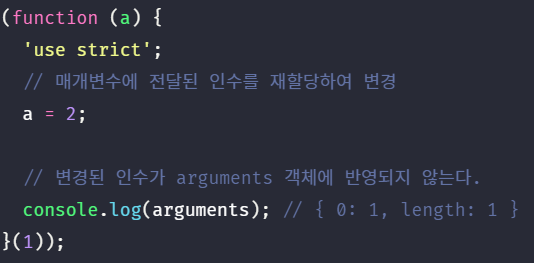 (function (a) {
'use strict';
// 매개변수에 전달된 인수를 재할당하여 변경
a = 2;
// 변경된 인수가 arguments 객체에 반영되지 않는다.
console.log(arguments); // { 0: 1, length: 1 }
}(1));